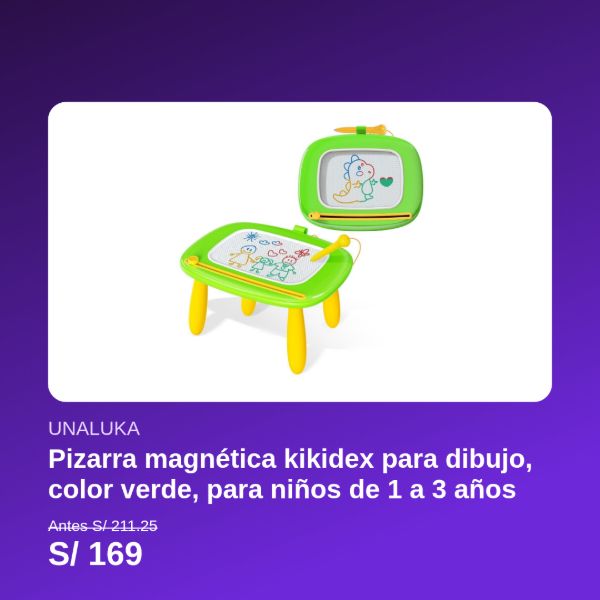 UNALUKA
Pizarra magnética kikidex para dibujo,
color verde, para niños de 1 a 3 años
Antes S/ 211.25
S/ 169